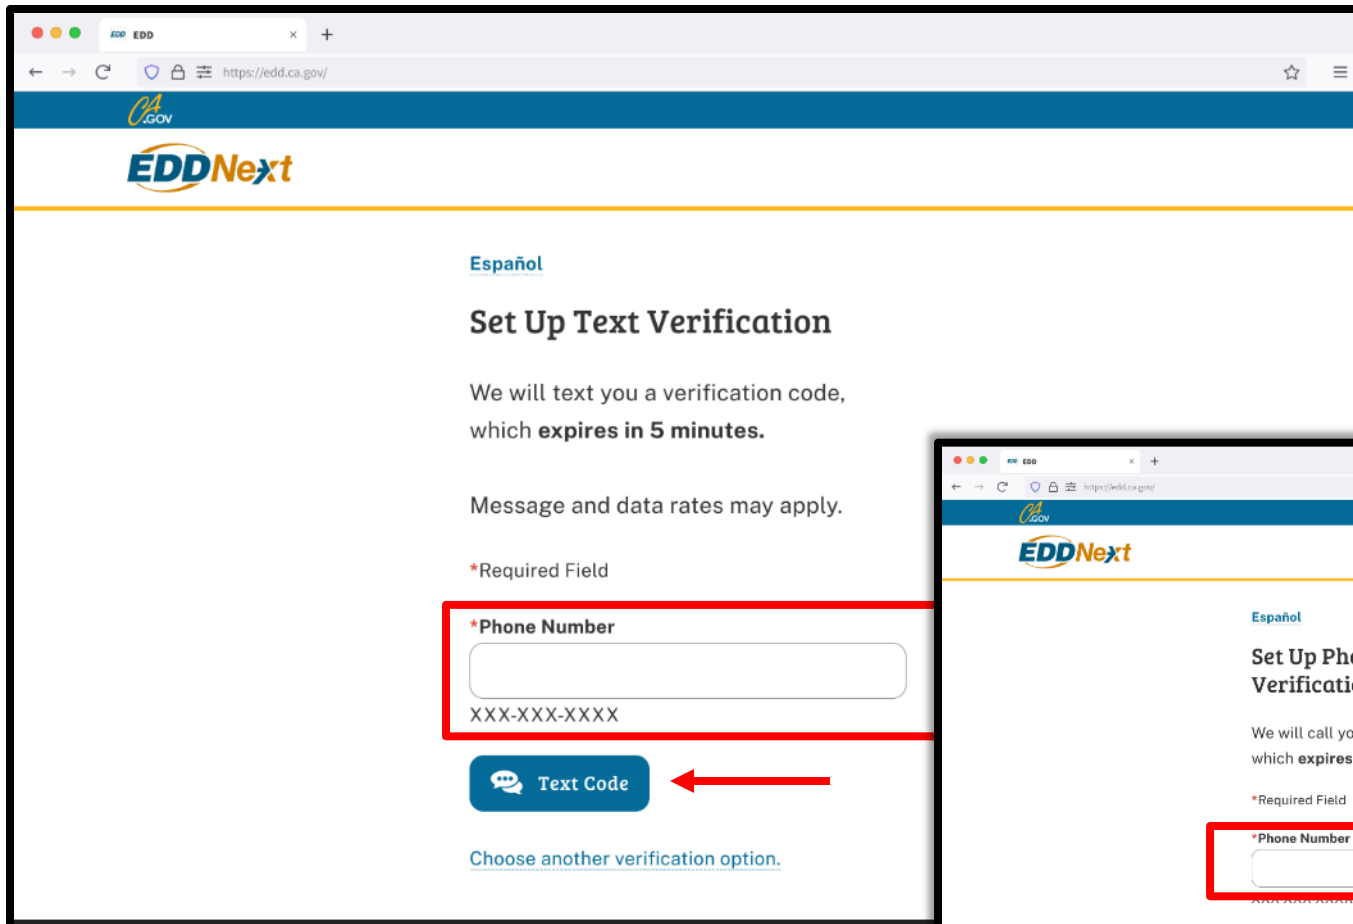 EDD EDD × +
https://edd.ca.gov/
CA.GOV
EDDNext
Español
Set Up Text Verification
We will text you a verification code,
which expires in 5 minutes.
Message and data rates may apply.
*Required Field
*Phone Number
XXX-XXX-XXXX
Text Code
Choose another verification option.
EDD EDD × +
https://edd.ca.gov/
CA.GOV
EDDNext
Español
Set Up
We will call
which expires
*Required Field
*Phone Number